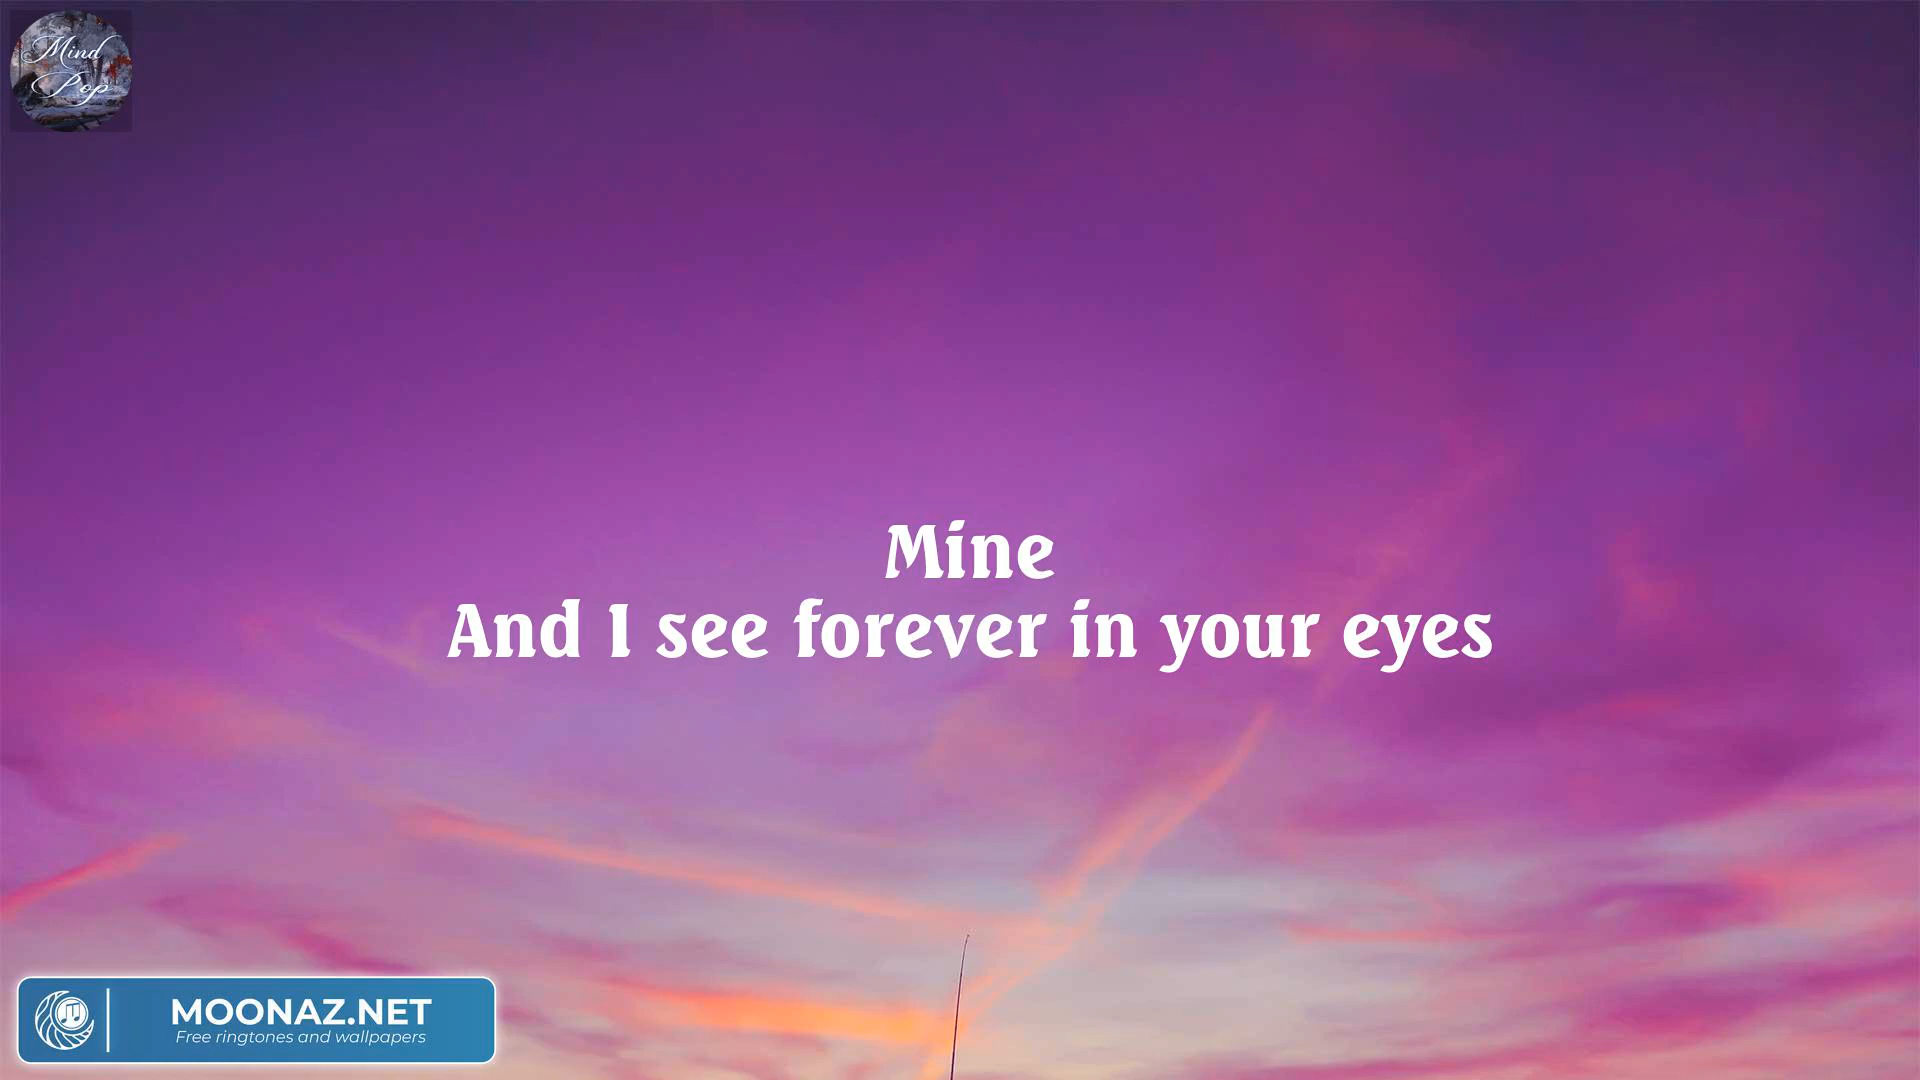 Mind
Pop
Mine
And I see forever in your eyes
MOONAZ.NET
Free ringtones and wallpapers